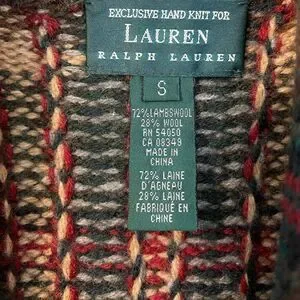 EXCLUSIVE HAND KNIT FOR
LAUREN
RALPH LAUREN
S
72% LAMBSWOOL
28% WOOL
RN 54050
CA 08349
MADE IN
CHINA
72% LAINE
D'AGNEAU
28% LAINE
FABRIQUÉ EN
CHINE